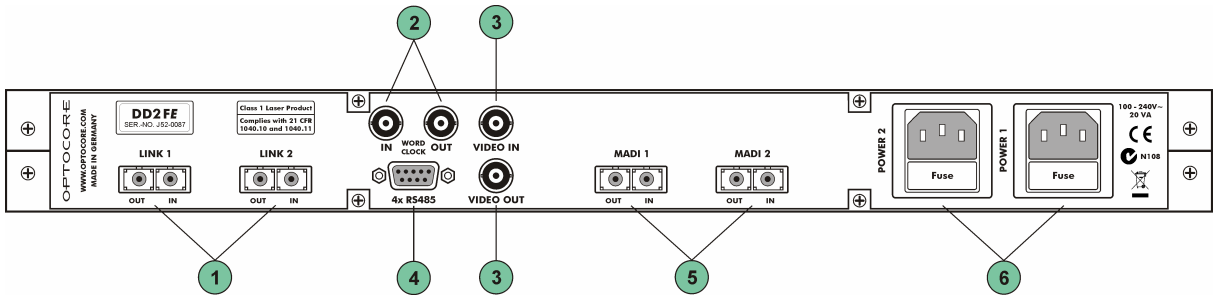 2
3
OPTOCORE
WWW.OPTOCORE.COM
MADE IN GERMANY
DD2FE
SER.-NO. J52-0087
Class 1 Laser Product
Complies with 21 CFR
1040.10 and 1040.11
LINK 1
OUT IN
LINK 2
OUT IN
IN
WORD
CLOCK
OUT
VIDEO IN
4x RS485
VIDEO OUT
MADI 1
OUT IN
MADI 2
OUT IN
POWER 2
Fuse
POWER 1
Fuse
100 - 240V~
20 VA
CE
N108
1
4
3
5
6